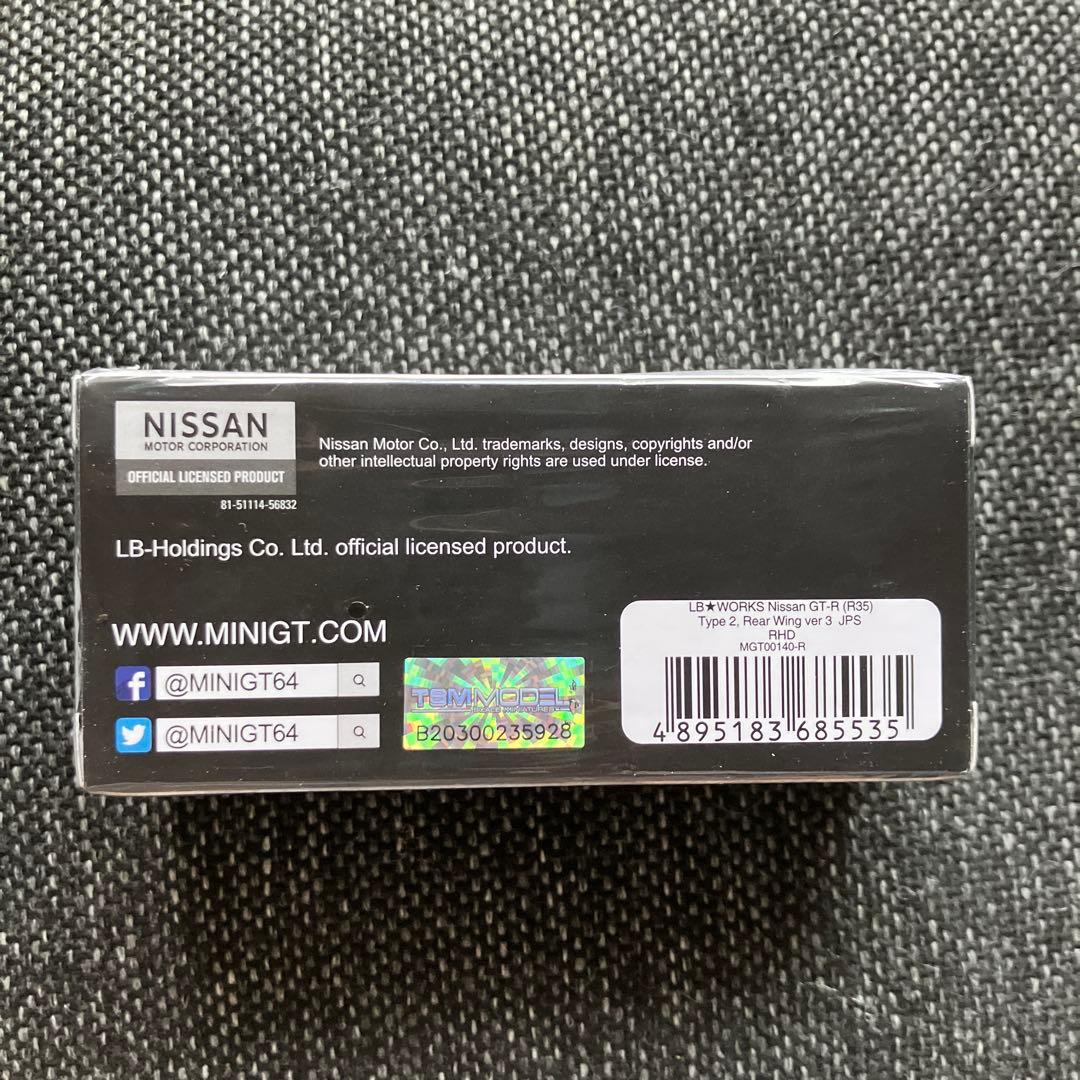 NISSAN
MOTOR CORPORATION
OFFICIAL LICENSED PRODUCT
81-51114-56832
Nissan Motor Co., Ltd. trademarks, designs, copyrights and/or
other intellectual property rights are used under license.
LB-Holdings Co. Ltd. official licensed product.
WWW.MINIGT.COM
f @MINIGT64
@MINIGT64
TSM MODEL
B20300235928
LB★WORKS Nissan GT-R (R35)
Type 2, Rear Wing ver 3 JPS
RHD
MGT00140-R
4 895183 685535